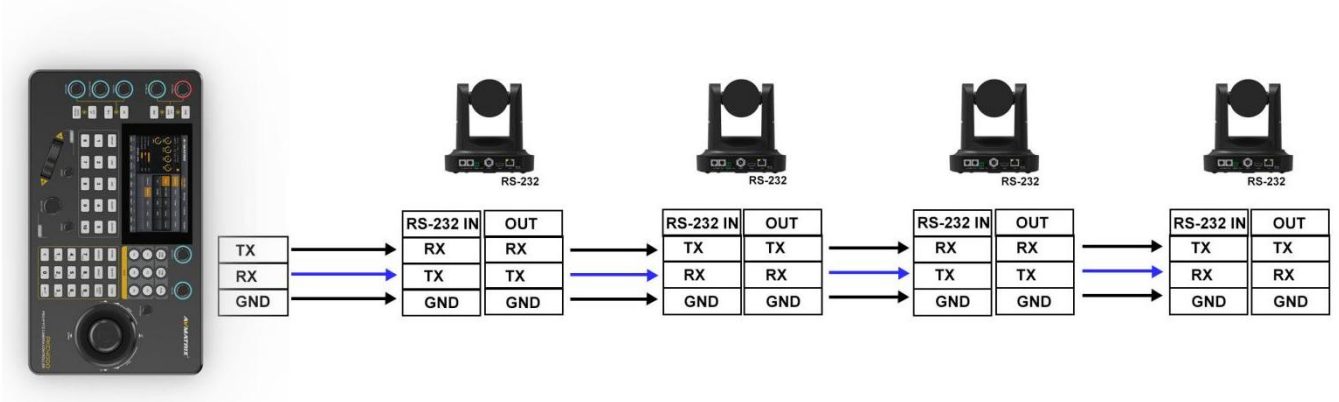 RS-232
RS-232
RS-232
RS-232
RS-232 IN OUT
RX RX
TX TX
GND GND
RS-232 IN OUT
TX TX
RX RX
GND GND
RS-232 IN OUT
RX RX
TX TX
GND GND
RS-232 IN OUT
TX TX
RX RX
GND GND
TX
RX
GND
AVMATRIX